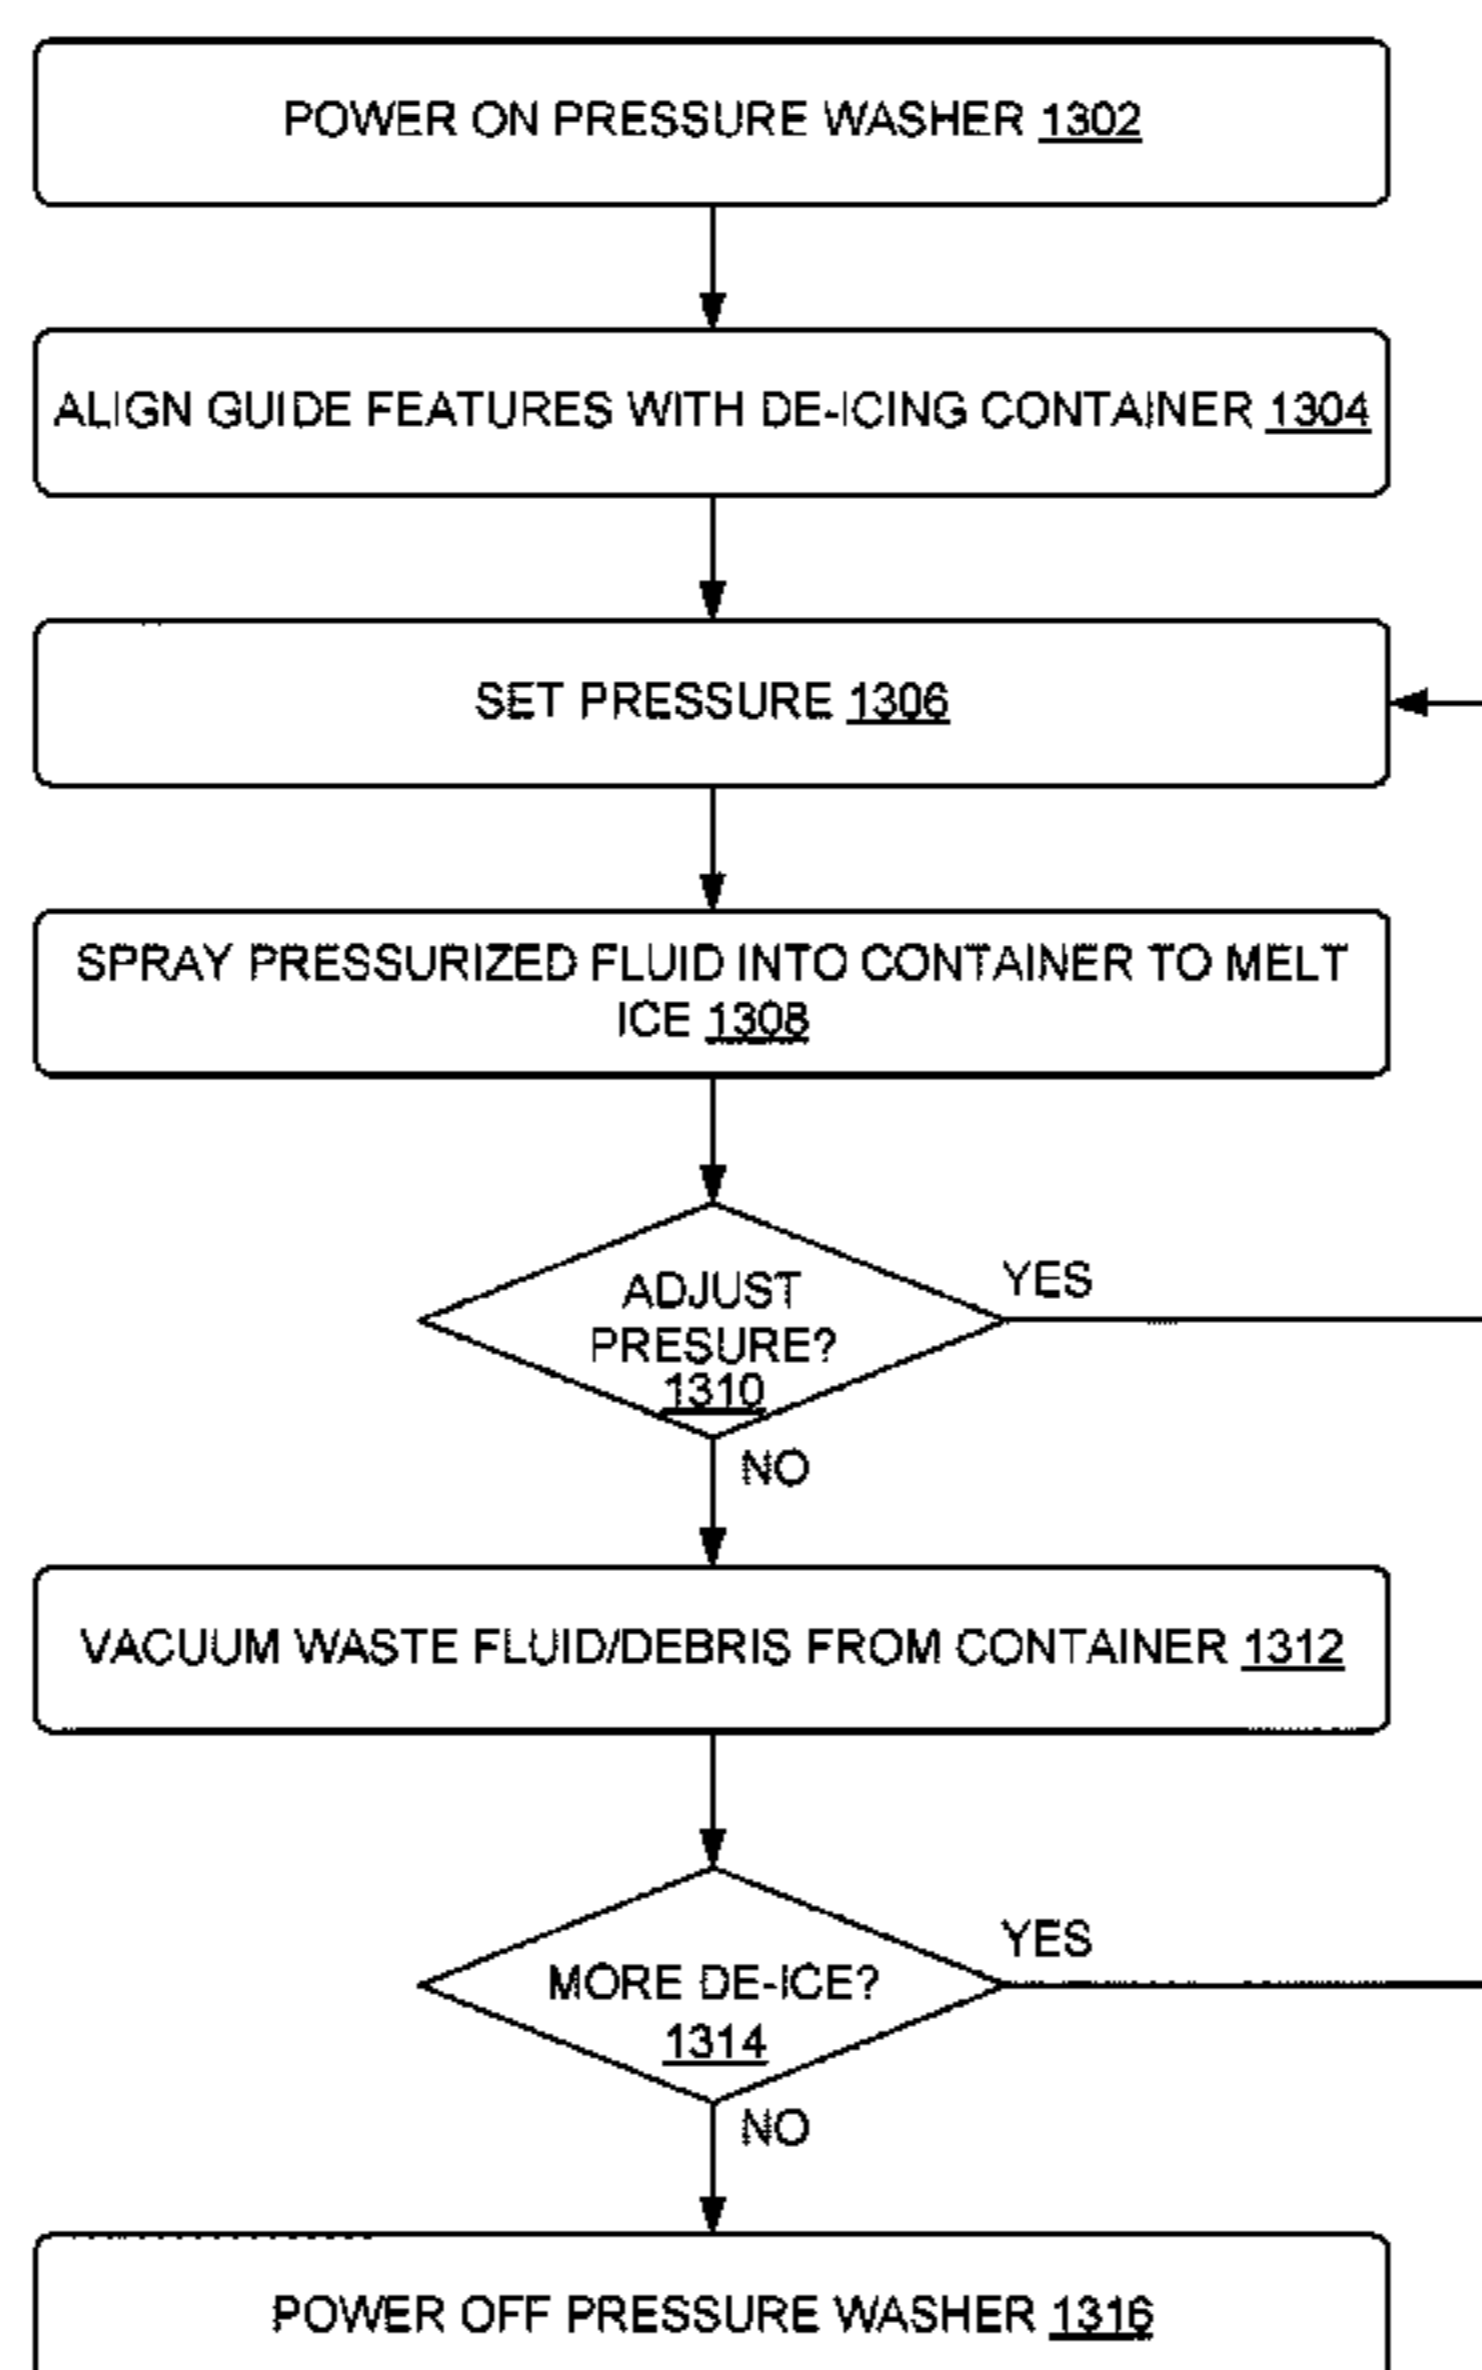 POWER ON PRESSURE WASHER 1302
ALIGN GUIDE FEATURES WITH DE-ICING CONTAINER 1304
SET PRESSURE 1306
SPRAY PRESSURIZED FLUID INTO CONTAINER TO MELT
ICE 1308
ADJUST
PRESURE?
1310
YES
NO
VACUUM WASTE FLUID/DEBRIS FROM CONTAINER 1312
MORE DE-ICE?
1314
YES
NO
POWER OFF PRESSURE WASHER 1316